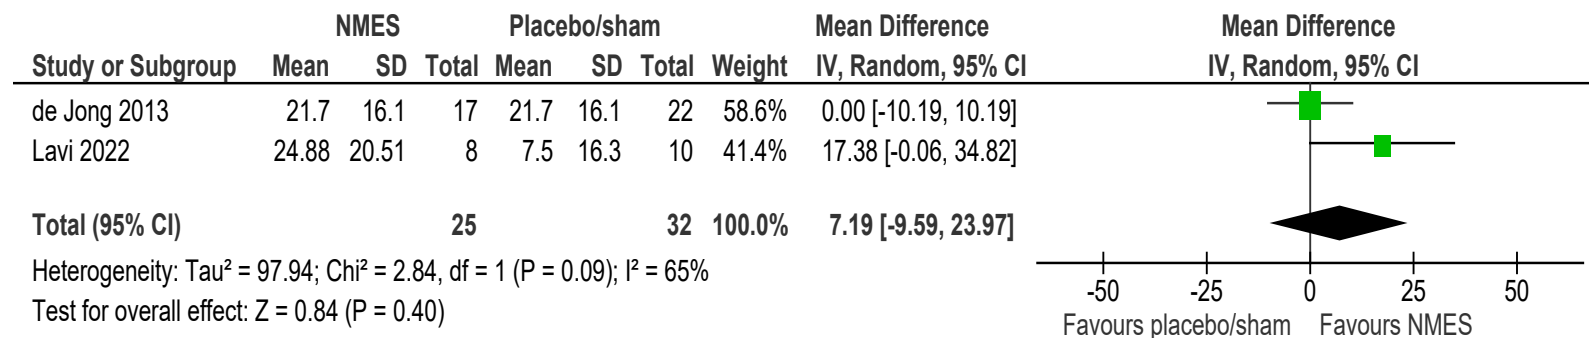 NMES Placebo/sham Mean Difference Mean Difference
Study or Subgroup Mean SD Total Mean SD Total Weight IV, Random, 95% CI IV, Random, 95% CI
de Jong 2013 21.7 16.1 17 21.7 16.1 22 58.6% 0.00 [-10.19, 10.19]
Lavi 2022 24.88 20.51 8 7.5 16.3 10 41.4% 17.38 [-0.06, 34.82]
Total (95% CI) 25 32 100.0% 7.19 [-9.59, 23.97]
Heterogeneity: Tau² = 97.94; Chi² = 2.84, df = 1 (P = 0.09); I² = 65%
Test for overall effect: Z = 0.84 (P = 0.40)
-50 -25 0 25 50
Favours placebo/sham Favours NMES